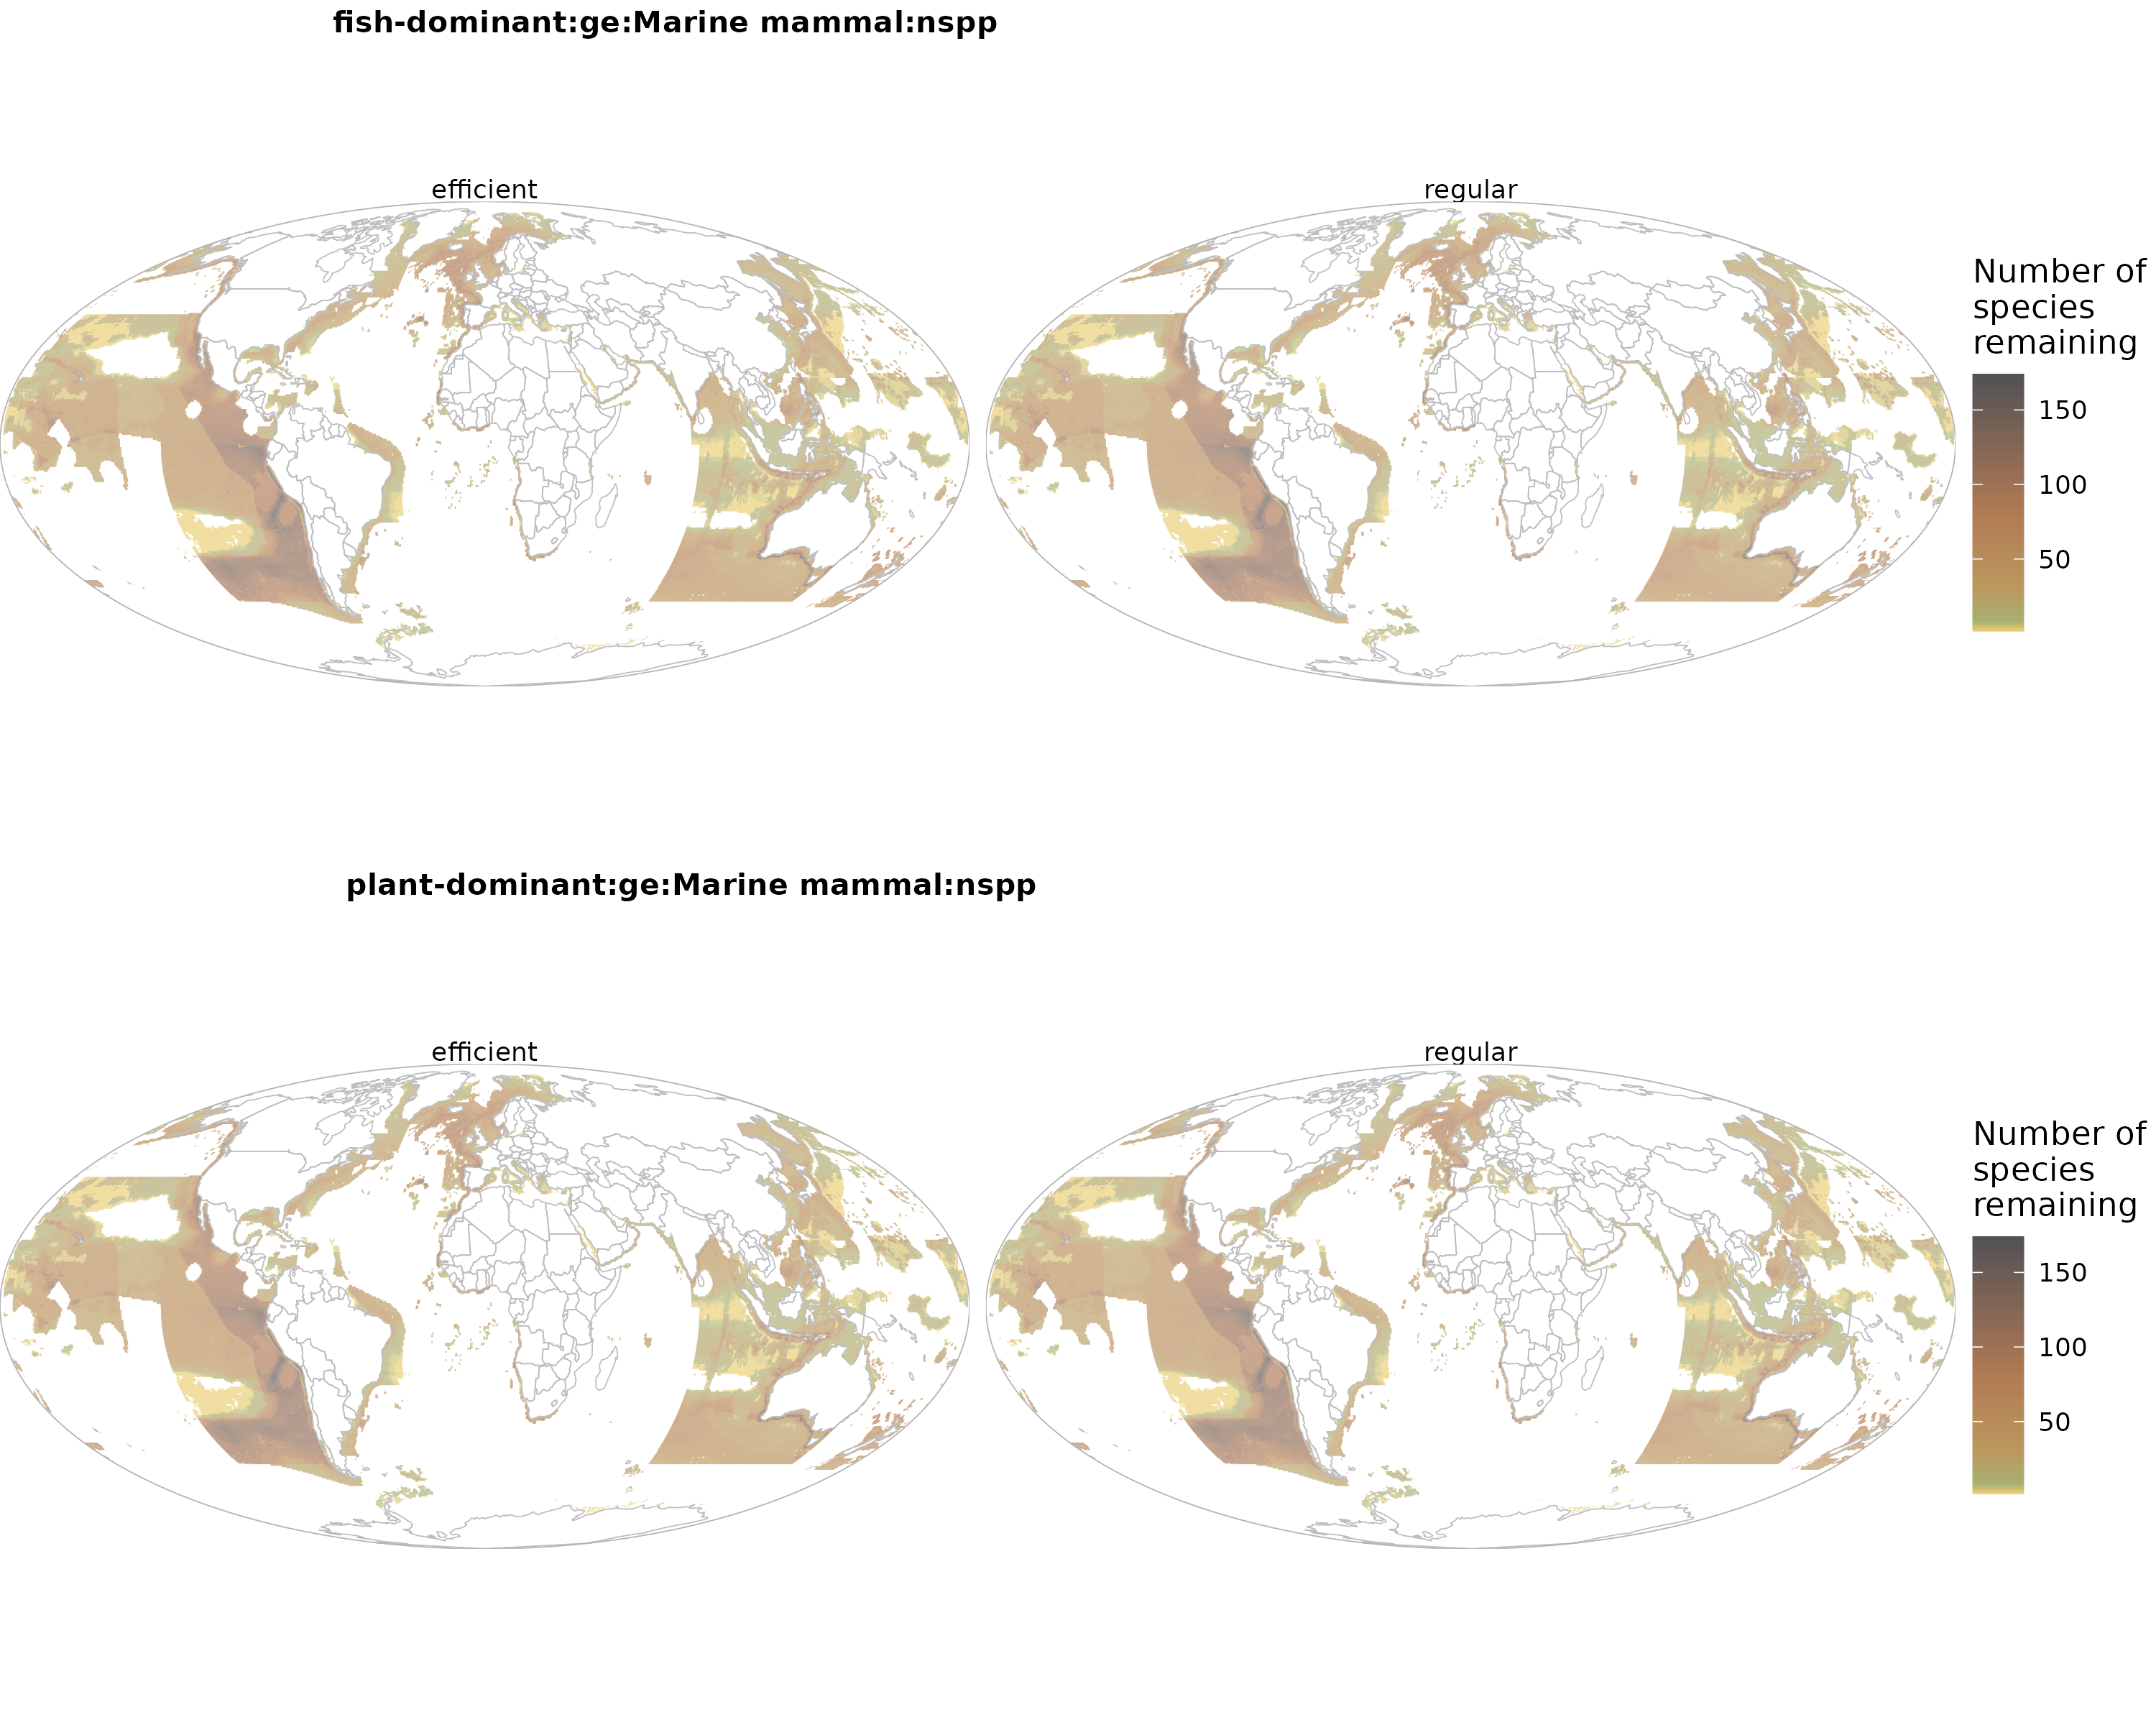 fish-dominant:ge:Marine mammal:nspp
efficient
regular
Number of
species
remaining
150
100
50
plant-dominant:ge:Marine mammal:nspp
efficient
regular
Number of
species
remaining
150
100
50